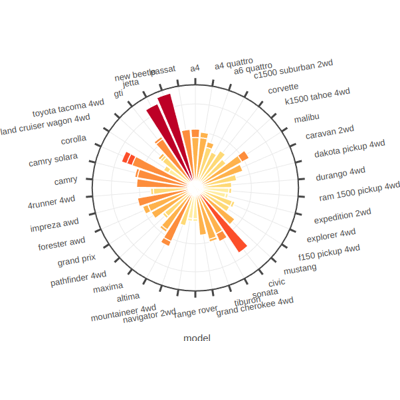 a4
a4 quattro
a6 quattro
c1500 suburban 2wd
corvette
k1500 tahoe 4wd
malibu
caravan 2wd
dakota pickup 4wd
durango 4wd
ram 1500 pickup 4wd
expedition 2wd
explorer 4wd
f150 pickup 4wd
mustang
civic
sonata
tiburon
grand cherokee 4wd
range rover
navigator 2wd
mountaineer 4wd
altima
maxima
pathfinder 4wd
grand prix
forester awd
impreza awd
4runner 4wd
camry
camry solara
corolla
land cruiser wagon 4wd
toyota tacoma 4wd
gti
jetta
new beetle
passat
model